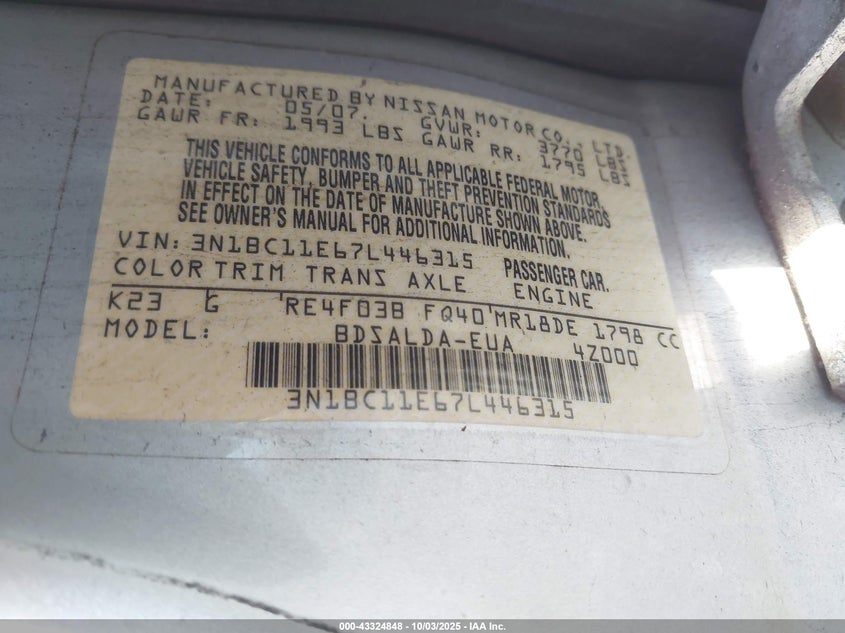 MANUFACTURED BY NISSAN MOTOR CO., LTD.
DATE: 05/07. GVWR: 3770 LBS
GAWR FR: 1993 LBS GAWR RR: 1795 LBS
THIS VEHICLE CONFORMS TO ALL APPLICABLE FEDERAL MOTOR
VEHICLE SAFETY, BUMPER AND THEFT PREVENTION STANDARDS
IN EFFECT ON THE DATE OF MANUFACTURE SHOWN ABOVE.
SEE OWNER'S MANUAL FOR ADDITIONAL INFORMATION.
VIN: 3N1BC11E67L446315 PASSENGER CAR.
COLOR TRIM TRANS AXLE ENGINE
K23 G RE4F03B FQ40 MR18DE 1798 CC
MODEL: BDSALDA-EUA 4Z000
3N1BC11E67L446315
000-43324848 - 10/03/2025 - IAA Inc.